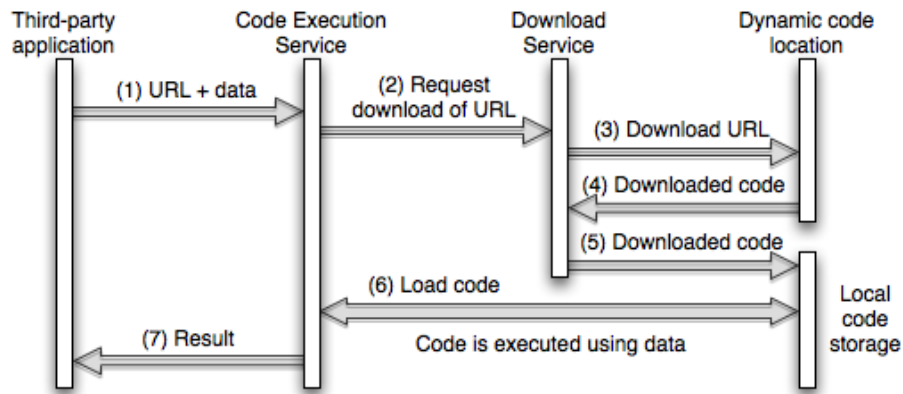 Third-party
application
Code Execution
Service
Download
Service
Dynamic code
location
(1) URL + data
(2) Request
download of URL
(3) Download URL
(4) Downloaded code
(5) Downloaded code
(6) Load code
Local
code
storage
(7) Result
Code is executed using data